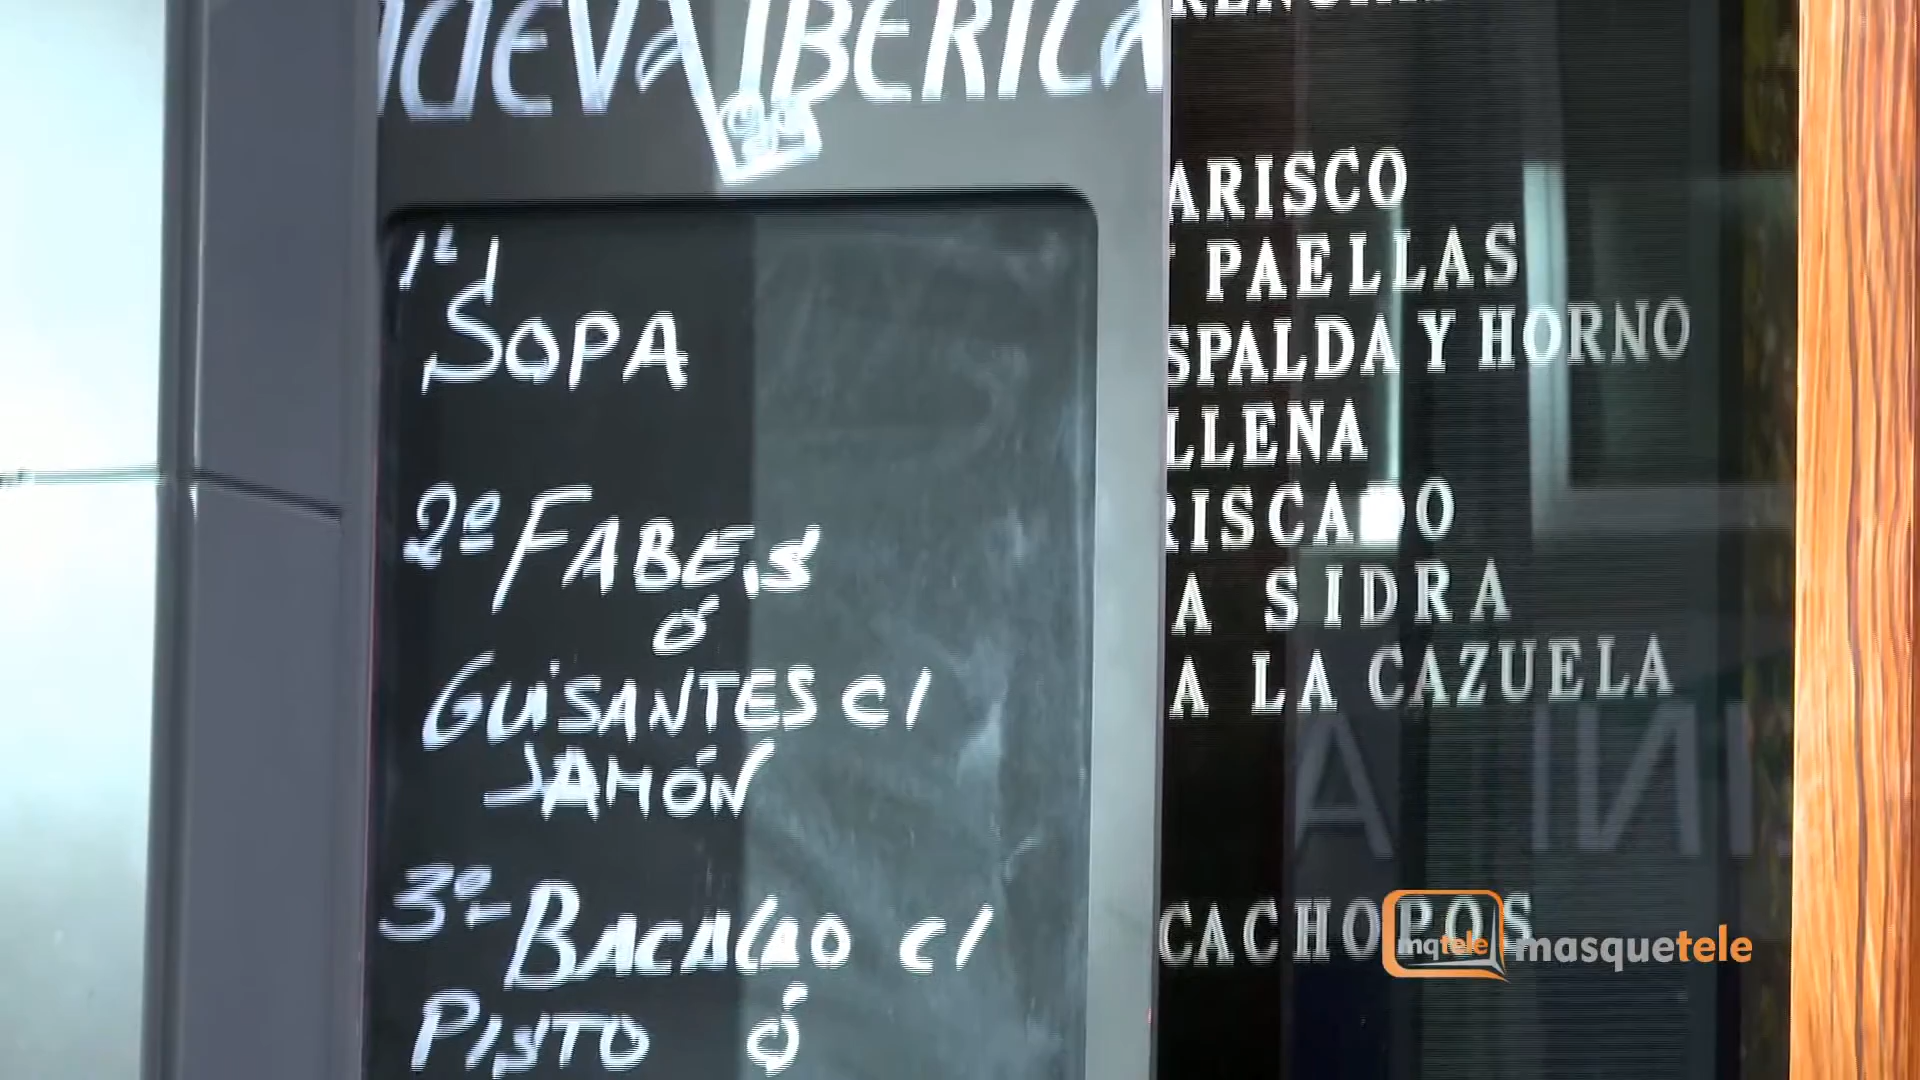 NUEVA IBERICA
1º
SOPA
2º FABES
ó
GUISANTES C/
JAMÓN
3º BACALAO C/
PISTO ó
ARISCO
Y PAELLAS
SPALDA Y HORNO
LLENA
RISCADO
A SIDRA
A LA CAZUELA
CACHOPOS
mqtele masquetele